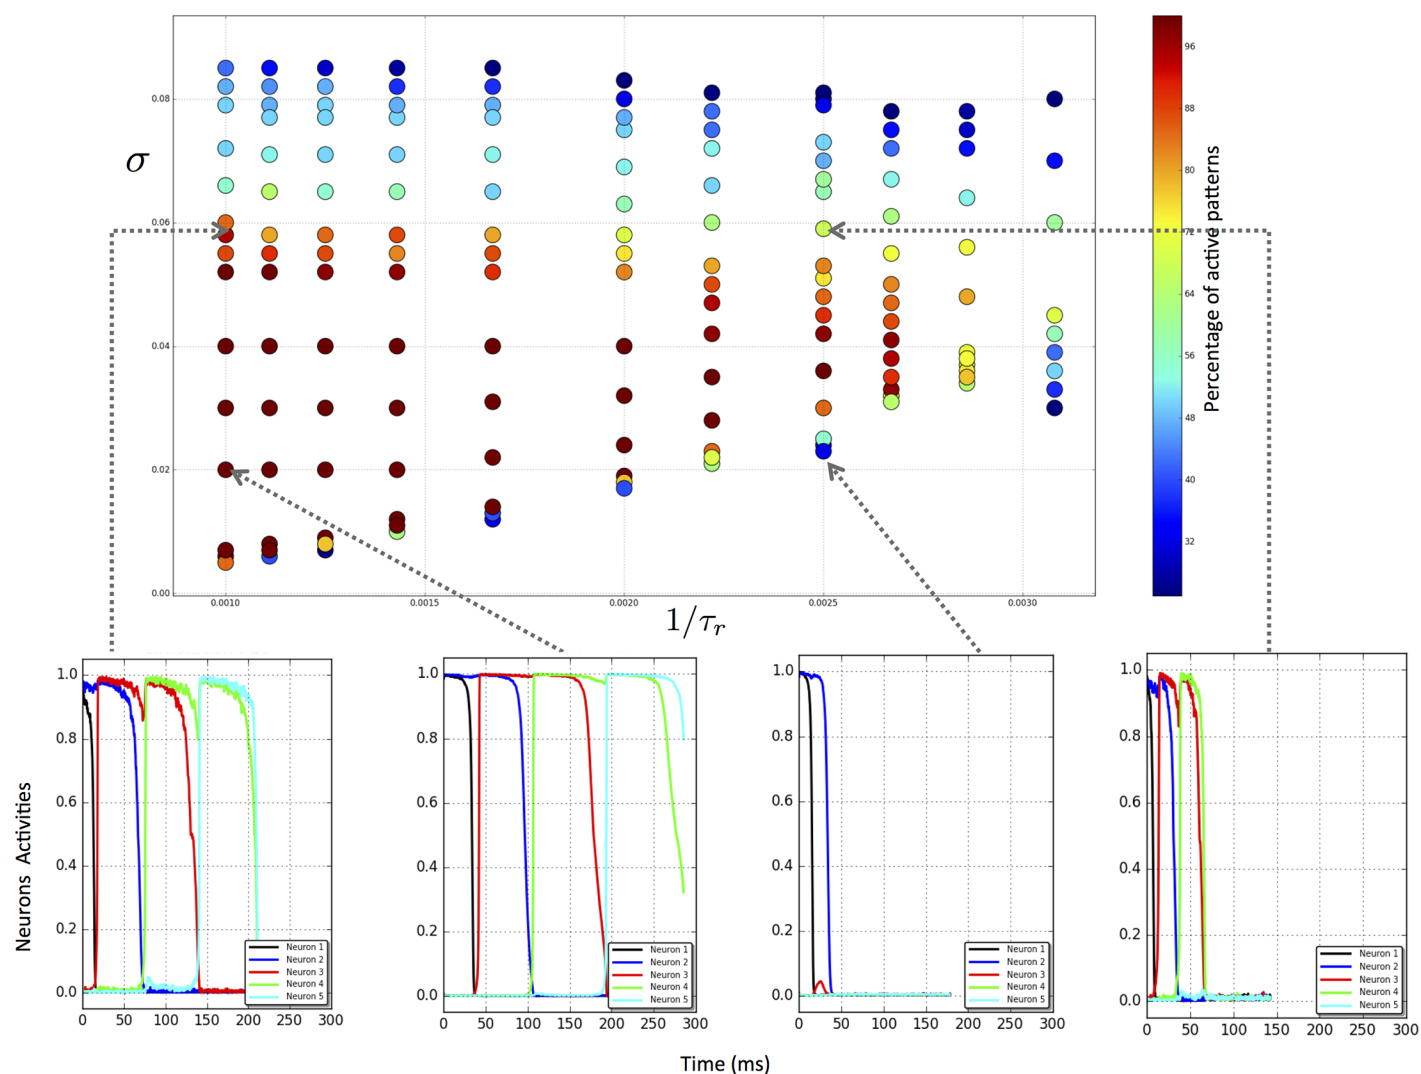 σ
0.08
0.06
0.04
0.02
0.00
0.0010 0.0015 0.0020 0.0025 0.0030
1/τr
96
88
80
72
64
56
48
40
32
Percentage of active patterns
Neurons Activities
1.0
0.8
0.6
0.4
0.2
0.0
0 50 100 150 200 250 300
Neuron 1
Neuron 2
Neuron 3
Neuron 4
Neuron 5
1.0
0.8
0.6
0.4
0.2
0.0
0 50 100 150 200 250 300
Neuron 1
Neuron 2
Neuron 3
Neuron 4
Neuron 5
1.0
0.8
0.6
0.4
0.2
0.0
0 50 100 150 200 250 300
Neuron 1
Neuron 2
Neuron 3
Neuron 4
Neuron 5
1.0
0.8
0.6
0.4
0.2
0.0
0 50 100 150 200 250 300
Neuron 1
Neuron 2
Neuron 3
Neuron 4
Neuron 5
Time (ms)